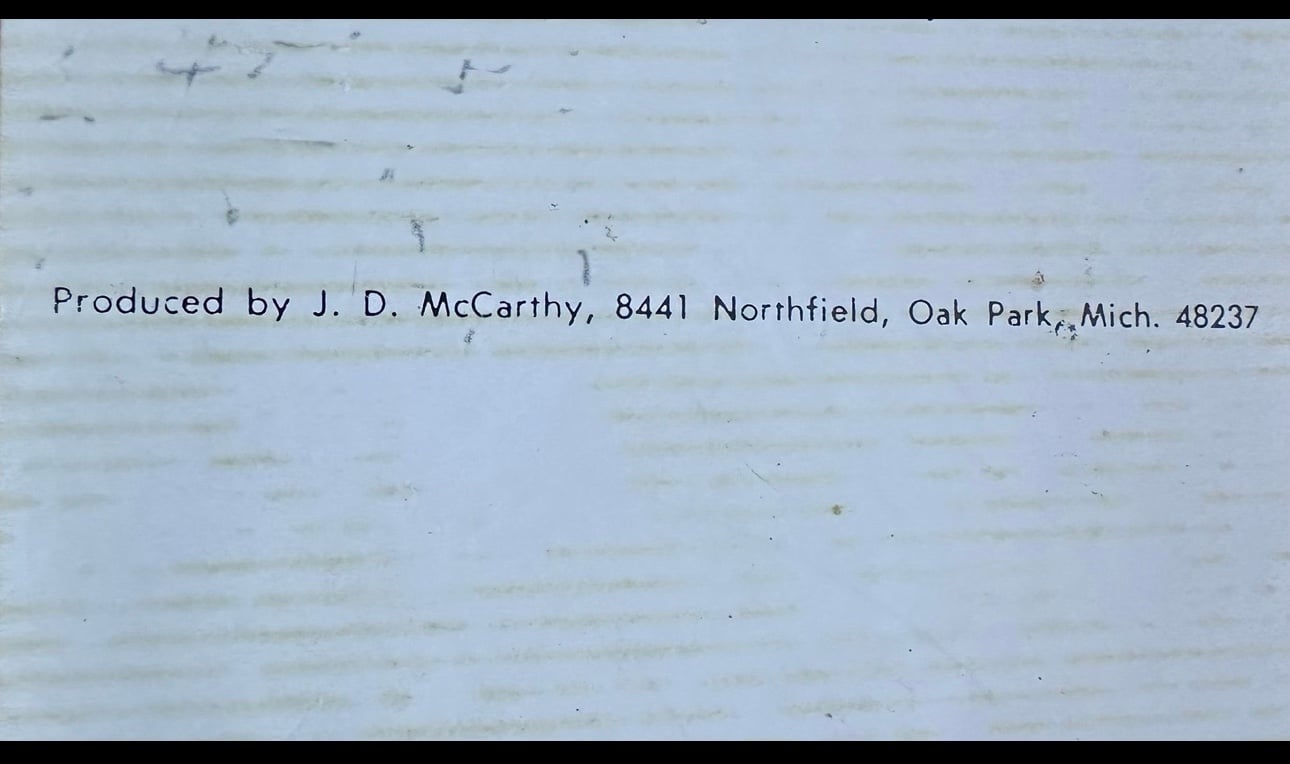 Produced by J. D. McCarthy, 8441 Northfield, Oak Park, Mich. 48237